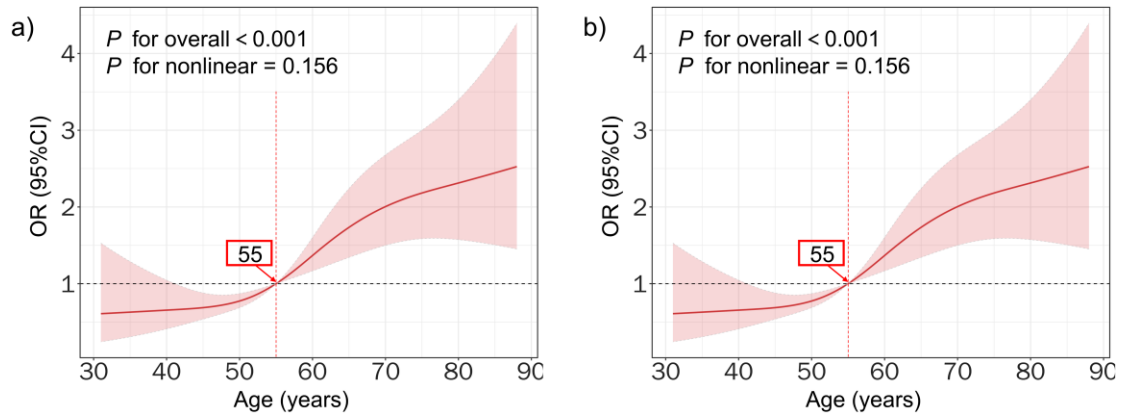 a)
P for overall < 0.001
P for nonlinear = 0.156
OR (95%CI)
4
3
2
1
55
30 40 50 60 70 80 90
Age (years)
b)
P for overall < 0.001
P for nonlinear = 0.156
OR (95%CI)
4
3
2
1
55
30 40 50 60 70 80 90
Age (years)